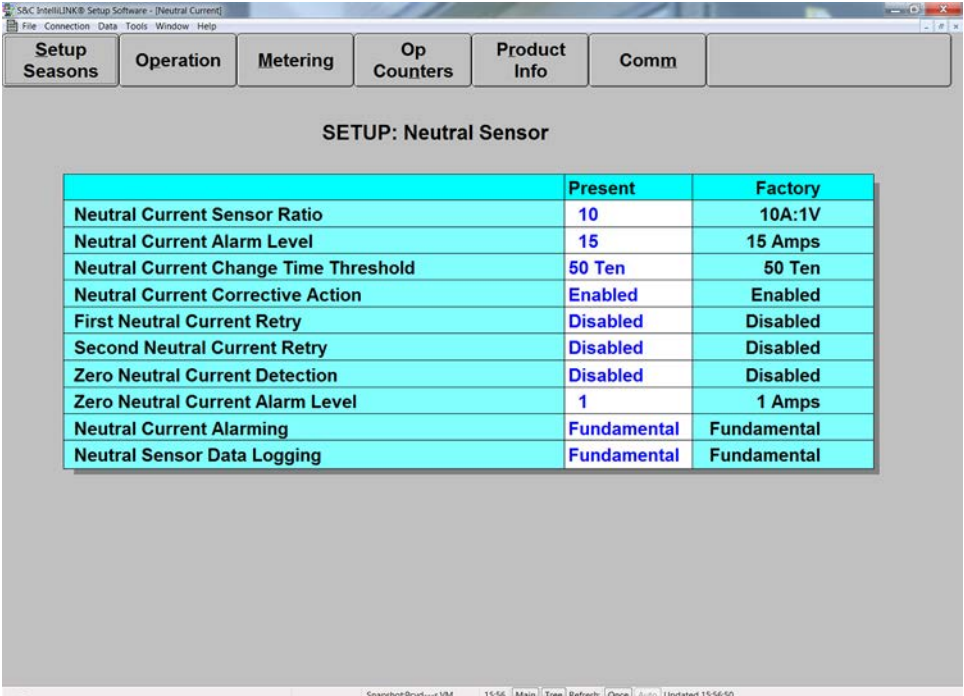 S&C IntelliLINK® Setup Software - [Neutral Current]
File Connection Data Tools Window Help
Setup Seasons Operation Metering Op Counters Product Info Comm
SETUP: Neutral Sensor
Present Factory
Neutral Current Sensor Ratio 10 10A:1V
Neutral Current Alarm Level 15 15 Amps
Neutral Current Change Time Threshold 50 Ten 50 Ten
Neutral Current Corrective Action Enabled Enabled
First Neutral Current Retry Disabled Disabled
Second Neutral Current Retry Disabled Disabled
Zero Neutral Current Detection Disabled Disabled
Zero Neutral Current Alarm Level 1 1 Amps
Neutral Current Alarming Fundamental Fundamental
Neutral Sensor Data Logging Fundamental Fundamental
15:56 Main Tree Refresh: Once Auto Updated 15:56:50